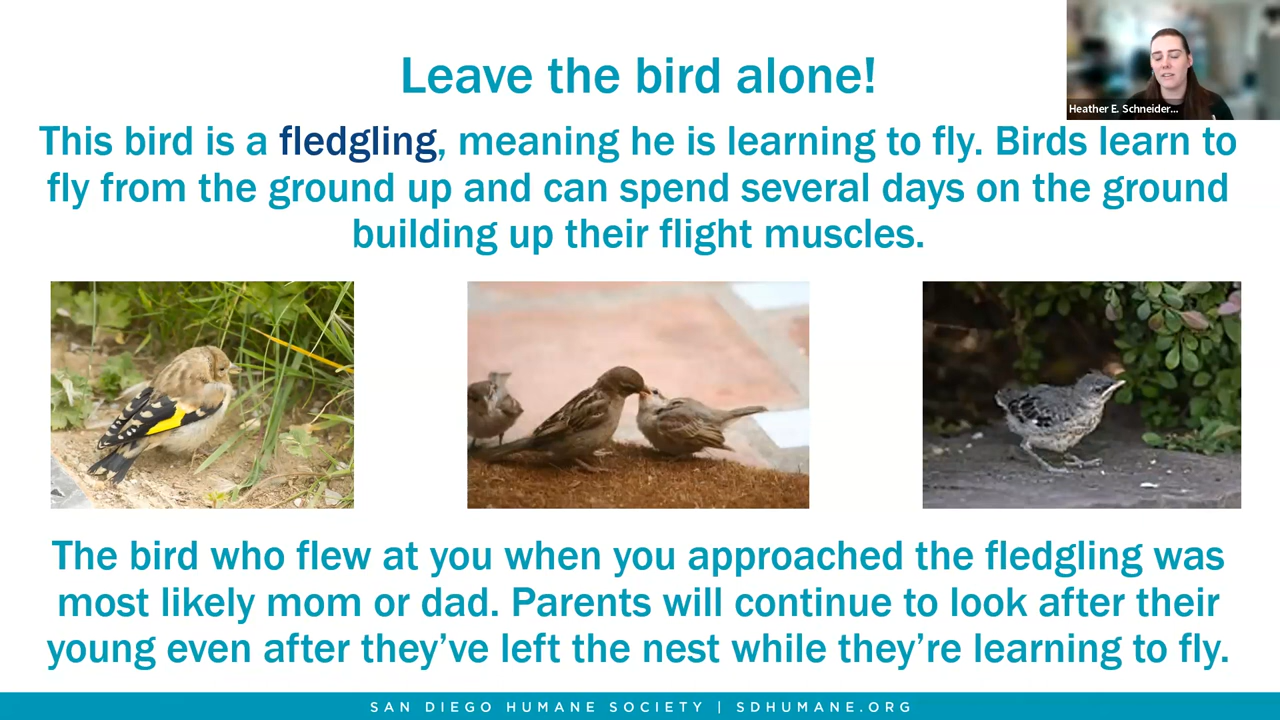 Leave the bird alone!
Heather E. Schneider...
This bird is a fledgling, meaning he is learning to fly. Birds learn to
fly from the ground up and can spend several days on the ground
building up their flight muscles.
The bird who flew at you when you approached the fledgling was
most likely mom or dad. Parents will continue to look after their
young even after they’ve left the nest while they’re learning to fly.
SAN DIEGO HUMANE SOCIETY | SDHUMANE.ORG